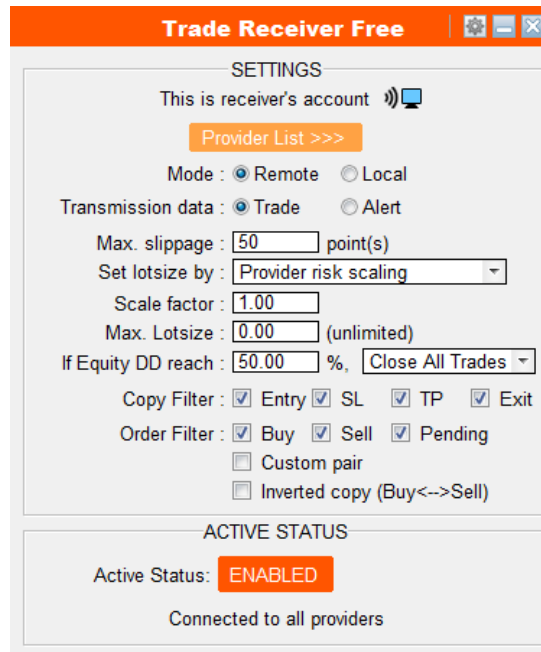 Trade Receiver Free
SETTINGS
This is receiver's account
Provider List >>>
Mode : Remote Local
Transmission data : Trade Alert
Max. slippage : 50 point(s)
Set lotsize by : Provider risk scaling
Scale factor : 1.00
Max. Lotsize : 0.00 (unlimited)
If Equity DD reach : 50.00 %, Close All Trades
Copy Filter : Entry SL TP Exit
Order Filter : Buy Sell Pending
Custom pair
Inverted copy (Buy<-->Sell)
ACTIVE STATUS
Active Status: ENABLED
Connected to all providers